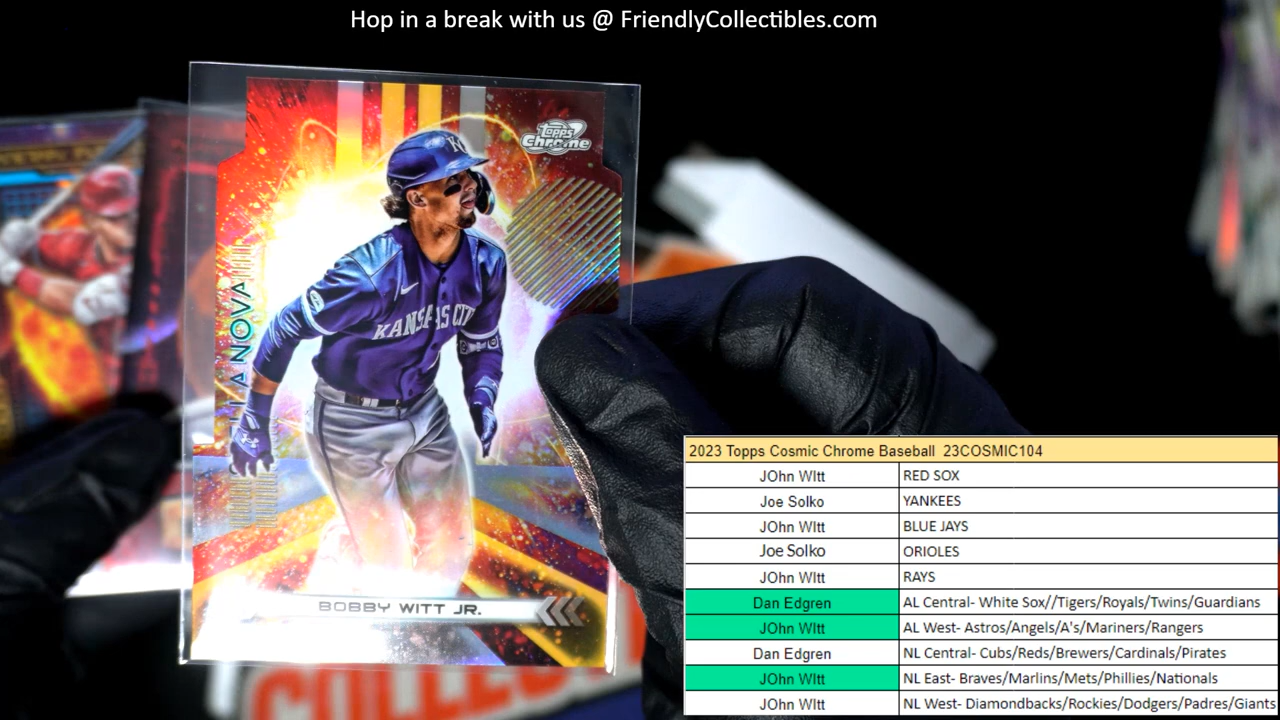 Hop in a break with us @ FriendlyCollectibles.com
Topps
Chrome
KC
KANSAS CITY
BOBBY WITT JR.
2023 Topps Cosmic Chrome Baseball 23COSMIC104
JOhn WItt RED SOX
Joe Solko YANKEES
JOhn WItt BLUE JAYS
Joe Solko ORIOLES
JOhn WItt RAYS
Dan Edgren AL Central- White Sox//Tigers/Royals/Twins/Guardians
JOhn WItt AL West- Astros/Angels/A's/Mariners/Rangers
Dan Edgren NL Central- Cubs/Reds/Brewers/Cardinals/Pirates
JOhn WItt NL East- Braves/Marlins/Mets/Phillies/Nationals
JOhn WItt NL West- Diamondbacks/Rockies/Dodgers/Padres/Giants